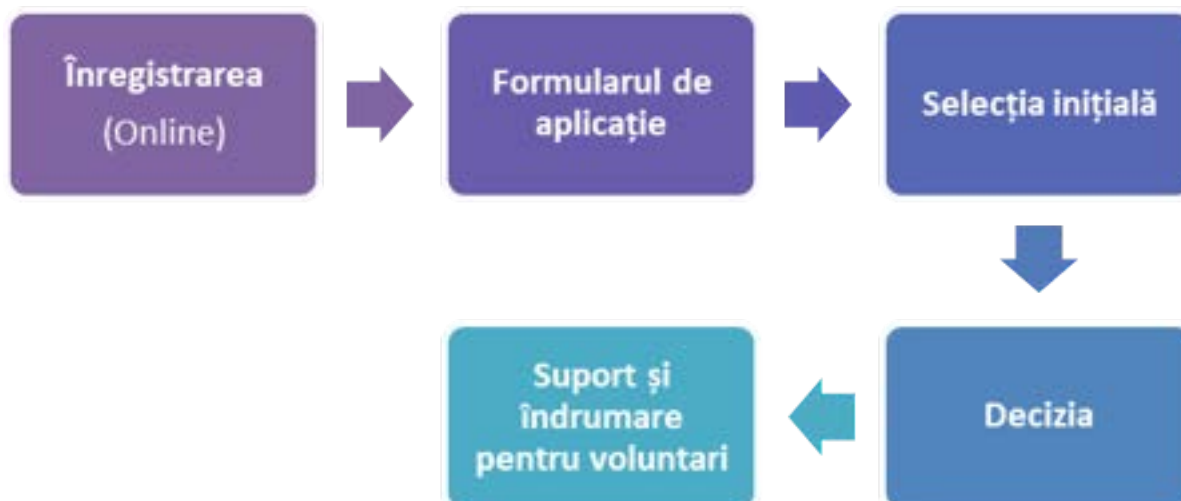 Înregistrarea
(Online)
Formularul de
aplicație
Selecția inițială
Decizia
Suport și
îndrumare
pentru voluntari